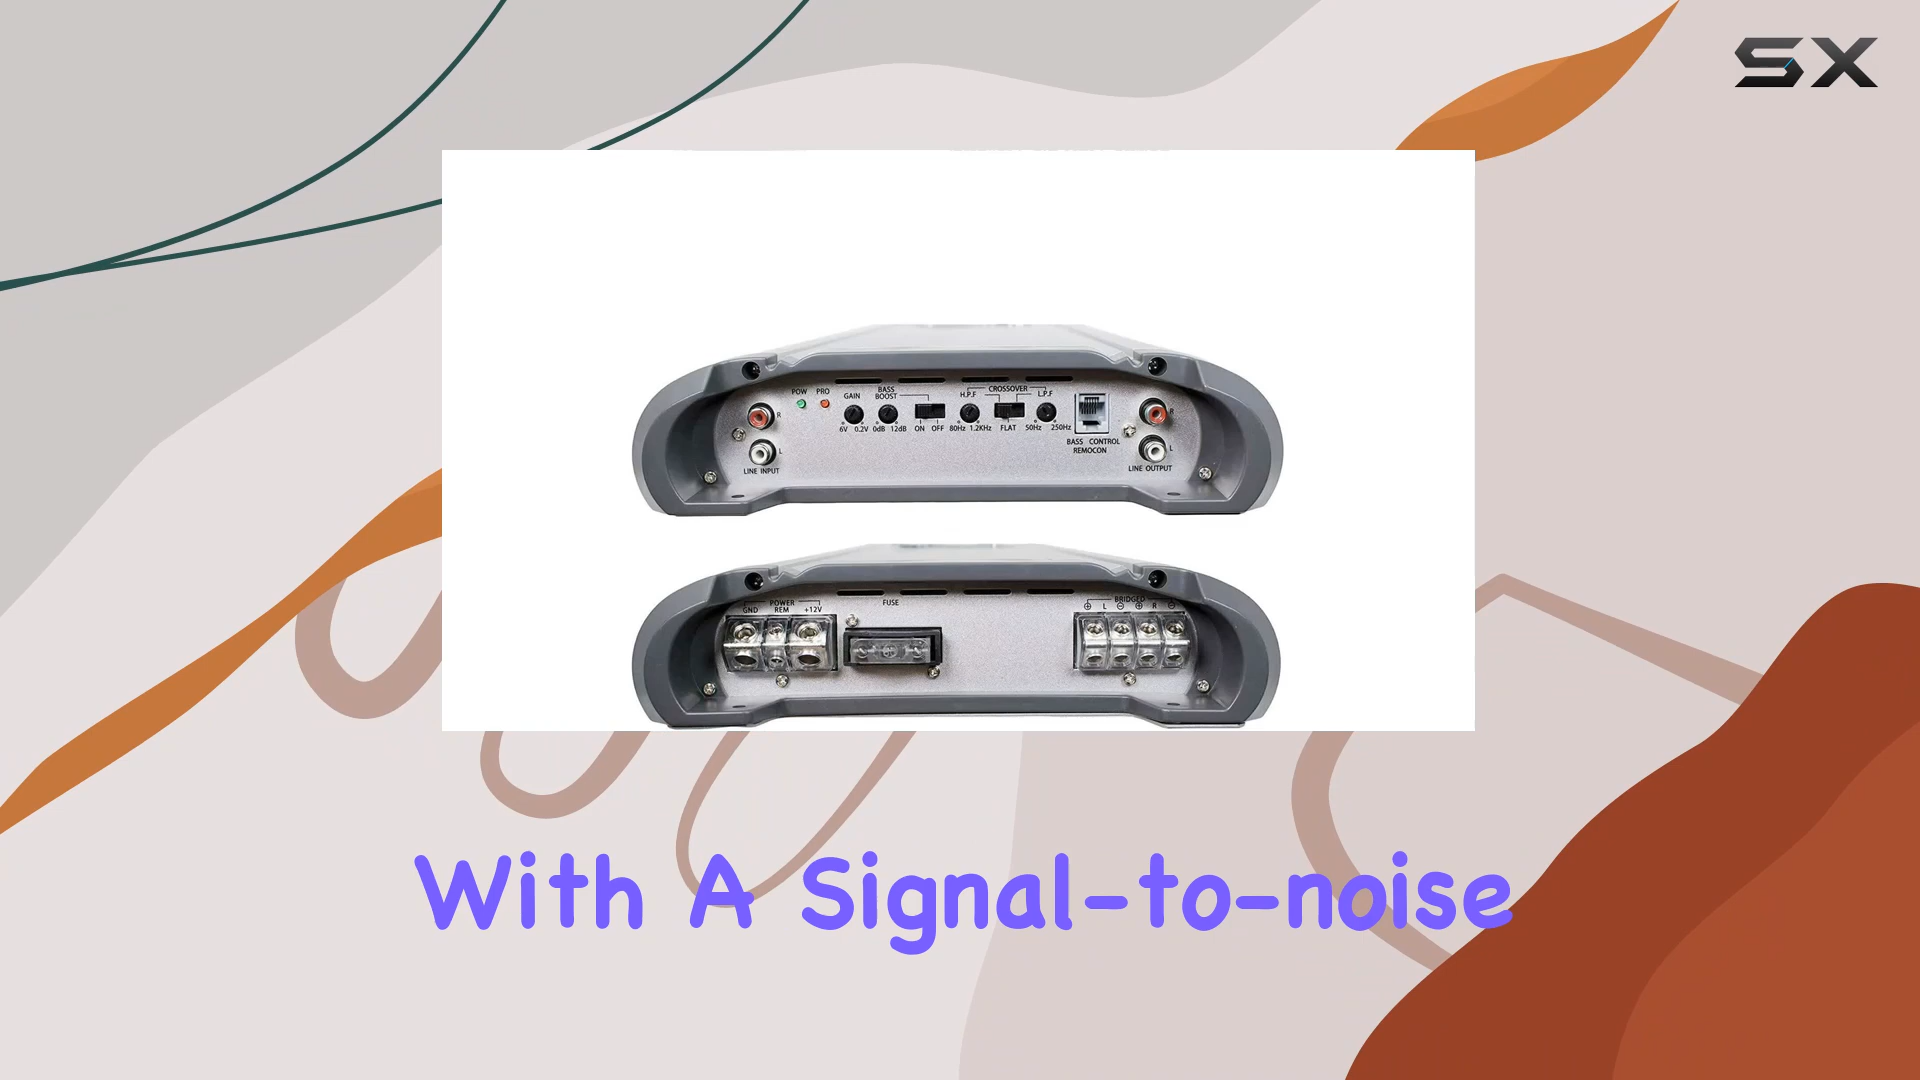 SX
POW PRO
GAIN
BASS
BOOST
CROSSOVER
H.P.F
L.P.F
R
L
6V 0.2V 0dB 12dB ON OFF 80Hz 1.2KHz FLAT 50Hz 250Hz
LINE INPUT
BASS CONTROL
REMOCON
R
L
LINE OUTPUT
POWER
GND REM +12V
FUSE
BRIDGED
⊕ L ⊖ ⊕ R ⊖
With A Signal-to-noise